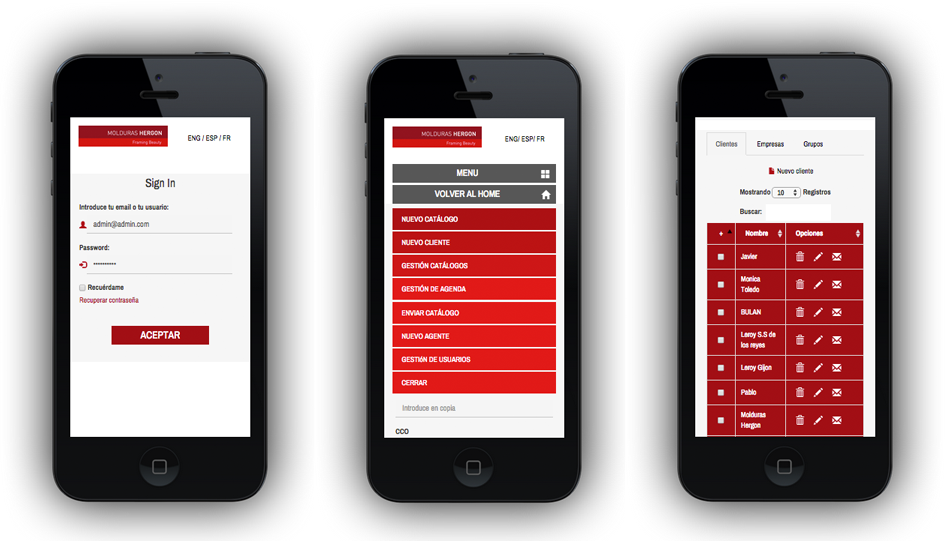 MOLDURAS HERGON
Framing Beauty
ENG / ESP / FR
Sign In
Introduce tu email o tu usuario:
admin@admin.com
Password:
**********
Recuérdame
Recuperar contraseña
ACEPTAR
MOLDURAS HERGON
Framing Beauty
ENG/ ESP/ FR
MENU
VOLVER AL HOME
NUEVO CATÁLOGO
NUEVO CLIENTE
GESTIÓN CATÁLOGOS
GESTIÓN DE AGENDA
ENVIAR CATÁLOGO
NUEVO AGENTE
GESTIóN DE USUARIOS
CERRAR
Introduce en copia
CCO
Clientes Empresas Grupos
Nuevo cliente
Mostrando 10 Registros
Buscar:
+ Nombre Opciones
Javier
Monica
Toledo
BULAN
Leroy S.S de
los reyes
Leroy Gijon
Pablo
Molduras
Hergon